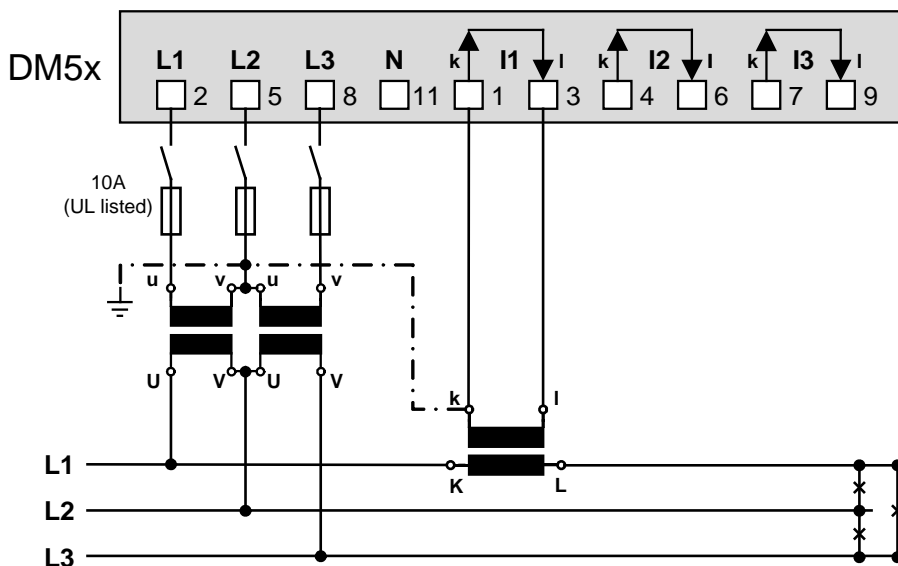 DM5x
L1 L2 L3 N k I1 l k I2 l k I3 l
2 5 8 11 1 3 4 6 7 9
10A
(UL listed)
u v u v
U V U V
k l
L1
K L
L2
L3